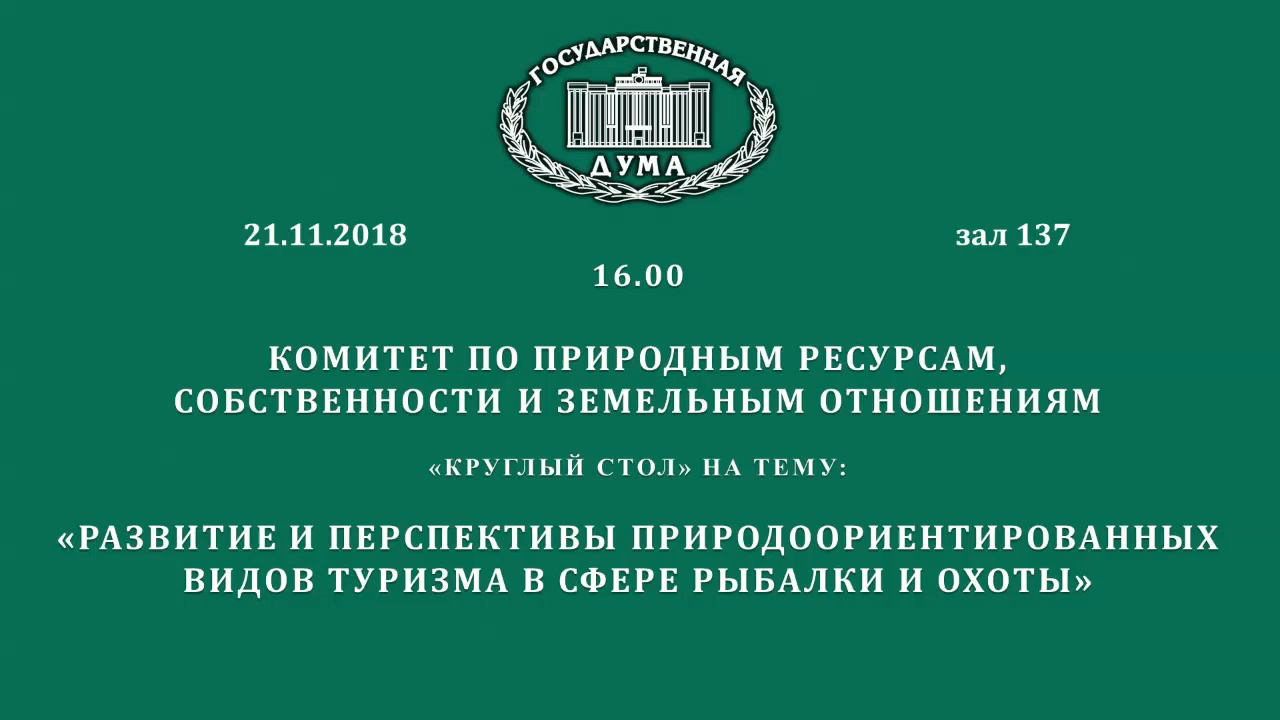 ГОСУДАРСТВЕННАЯ
ДУМА
21.11.2018 зал 137
16.00
КОМИТЕТ ПО ПРИРОДНЫМ РЕСУРСАМ,
СОБСТВЕННОСТИ И ЗЕМЕЛЬНЫМ ОТНОШЕНИЯМ
«КРУГЛЫЙ СТОЛ» НА ТЕМУ:
«РАЗВИТИЕ И ПЕРСПЕКТИВЫ ПРИРОДООРИЕНТИРОВАННЫХ
ВИДОВ ТУРИЗМА В СФЕРЕ РЫБАЛКИ И ОХОТЫ»